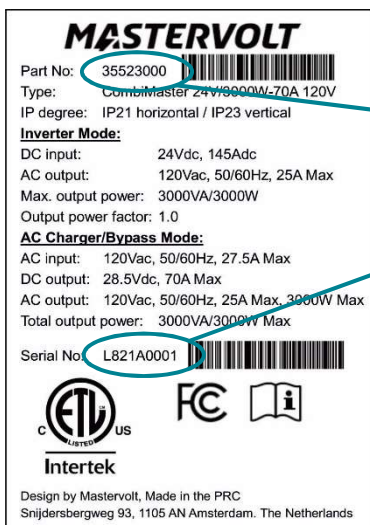 MASTERVOLT
Part No: 35523000
Type: CombiMaster 24V/3000W-70A 120V
IP degree: IP21 horizontal / IP23 vertical
Inverter Mode:
DC input: 24Vdc, 145Adc
AC output: 120Vac, 50/60Hz, 25A Max
Max. output power: 3000VA/3000W
Output power factor: 1.0
AC Charger/Bypass Mode:
AC input: 120Vac, 50/60Hz, 27.5A Max
DC output: 28.5Vdc, 70A Max
AC output: 120Vac, 50/60Hz, 25A Max, 3000W Max
Total output power: 3000VA/3000W Max
Serial No: L821A0001
ETL
CM
LISTED
C US
Intertek
FC
i
Design by Mastervolt, Made in the PRC
Snijdersbergweg 93, 1105 AN Amsterdam. The Netherlands